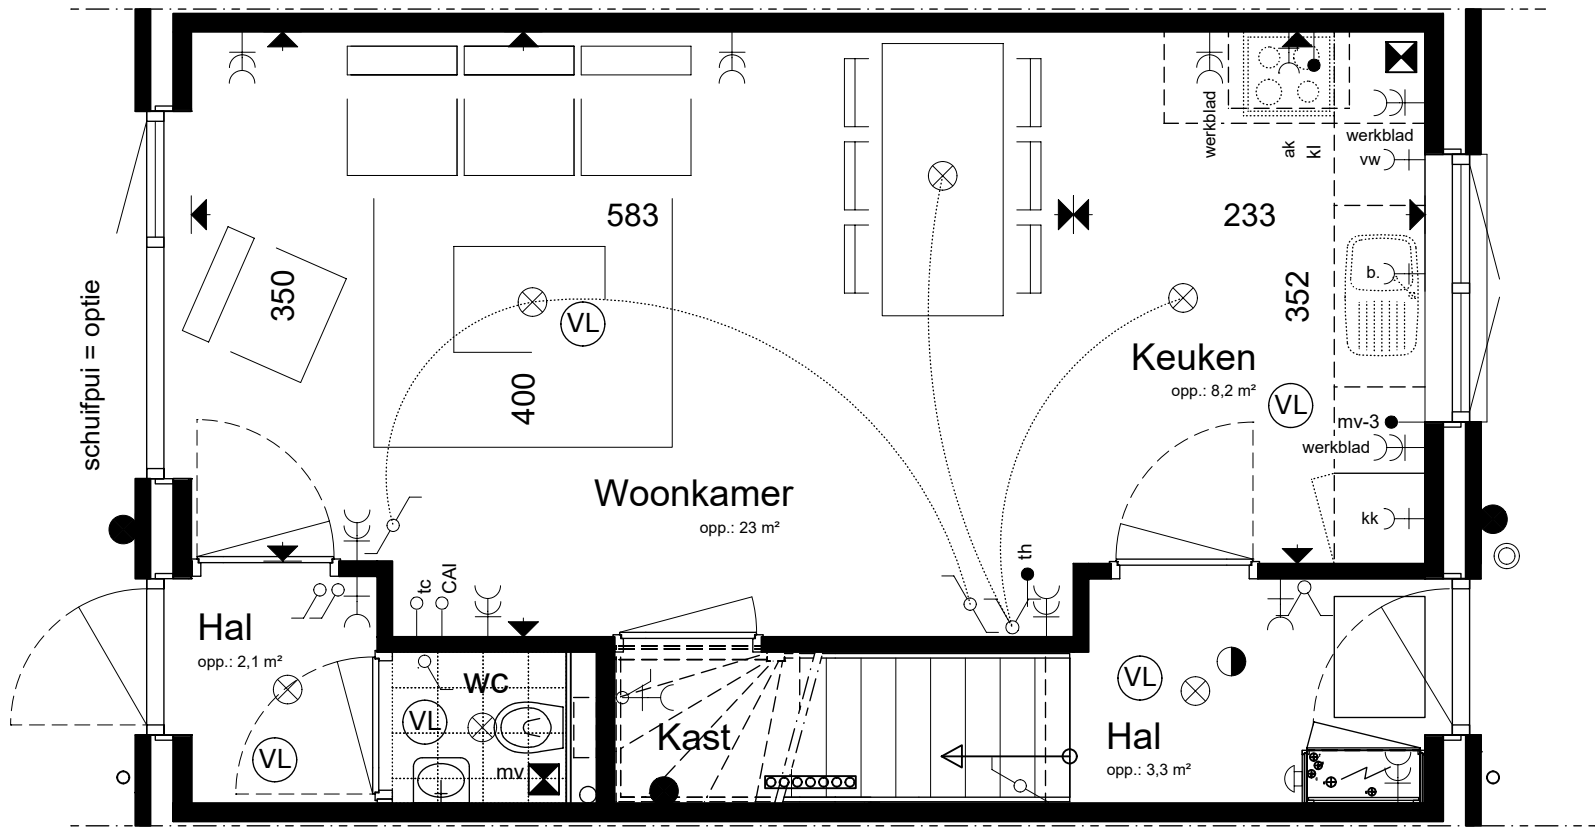 werkblad
ak
kl
werkblad
vw
583
233
350
352
b.
schuifpui = optie
VL
400
Keuken
opp.: 8,2 m²
VL
mv-3
werkblad
Woonkamer
opp.: 23 m²
kk
th
tc
CAI
Hal
opp.: 2,1 m²
wc
VL
VL
VL
Kast
Hal
opp.: 3,3 m²
mv